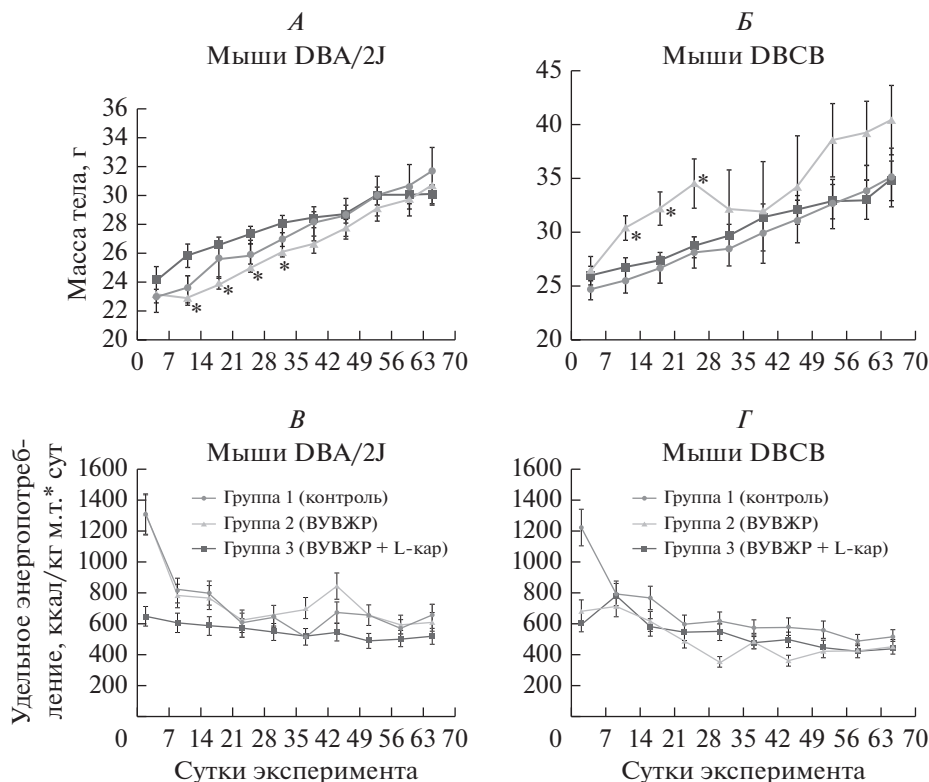 А
Мыши DBA/2J
Масса тела, г
36
34
32
30
28
26
24
22
20
* * * *
0 7 14 21 28 35 42 49 56 63 70
Б
Мыши DBCB
45
40
35
30
25
20
* * *
0 7 14 21 28 35 42 49 56 63 70
В
Мыши DBA/2J
Удельное энергопотреб-
ление, ккал/кг м.т.* сут
1600
1400
1200
1000
800
600
400
200
Группа 1 (контроль)
Группа 2 (ВУВЖР)
Группа 3 (ВУВЖР + L-кар)
0 7 14 21 28 35 42 49 56 63 70
Сутки эксперимента
Г
Мыши DBCB
1600
1400
1200
1000
800
600
400
200
Группа 1 (контроль)
Группа 2 (ВУВЖР)
Группа 3 (ВУВЖР + L-кар)
0 7 14 21 28 35 42 49 56 63 70
Сутки эксперимента